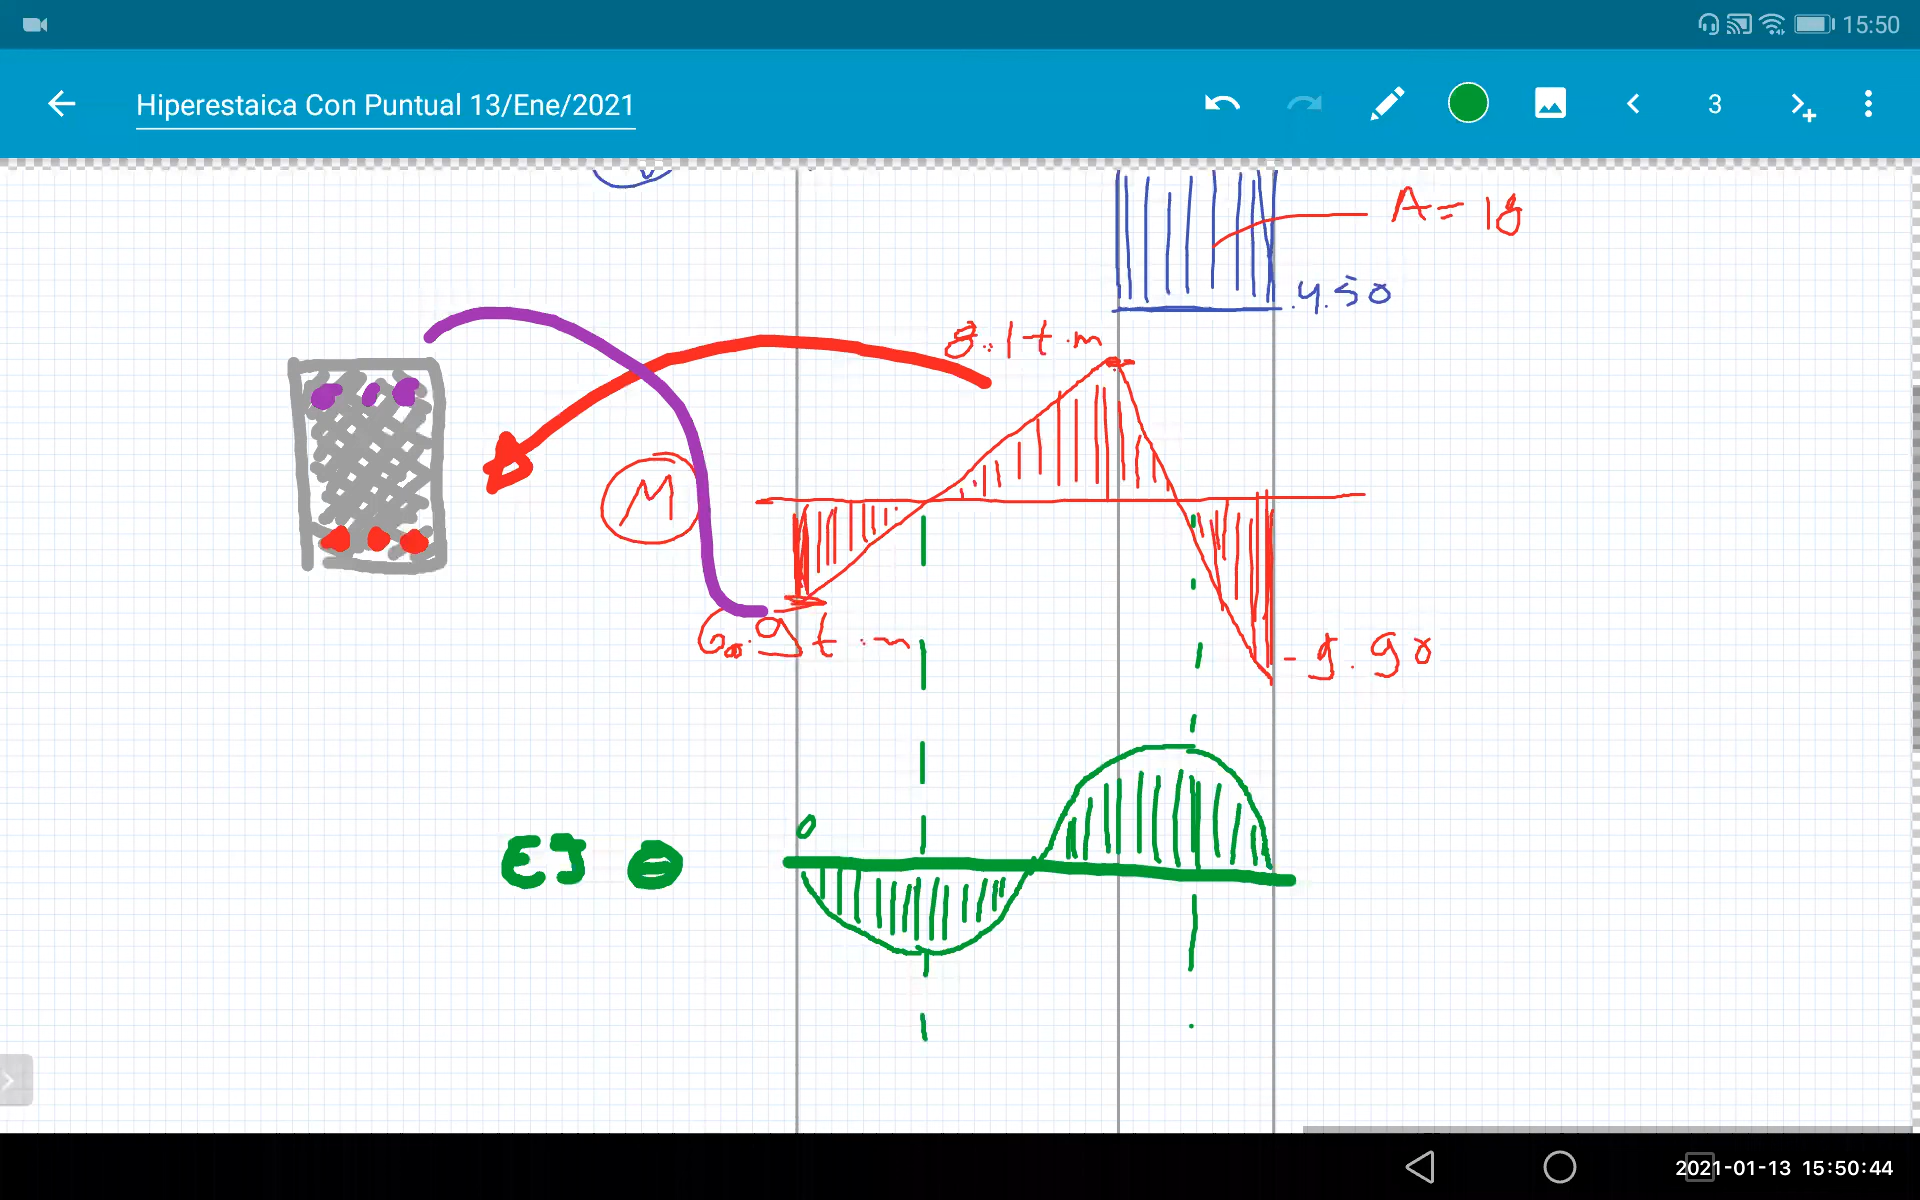 15:50
Hiperestaica Con Puntual 13/Ene/2021
3
A = 18
4.50
8.1 t.m
M
6.9 t.m
-9.90
0
EI θ
2021-01-13 15:50:44